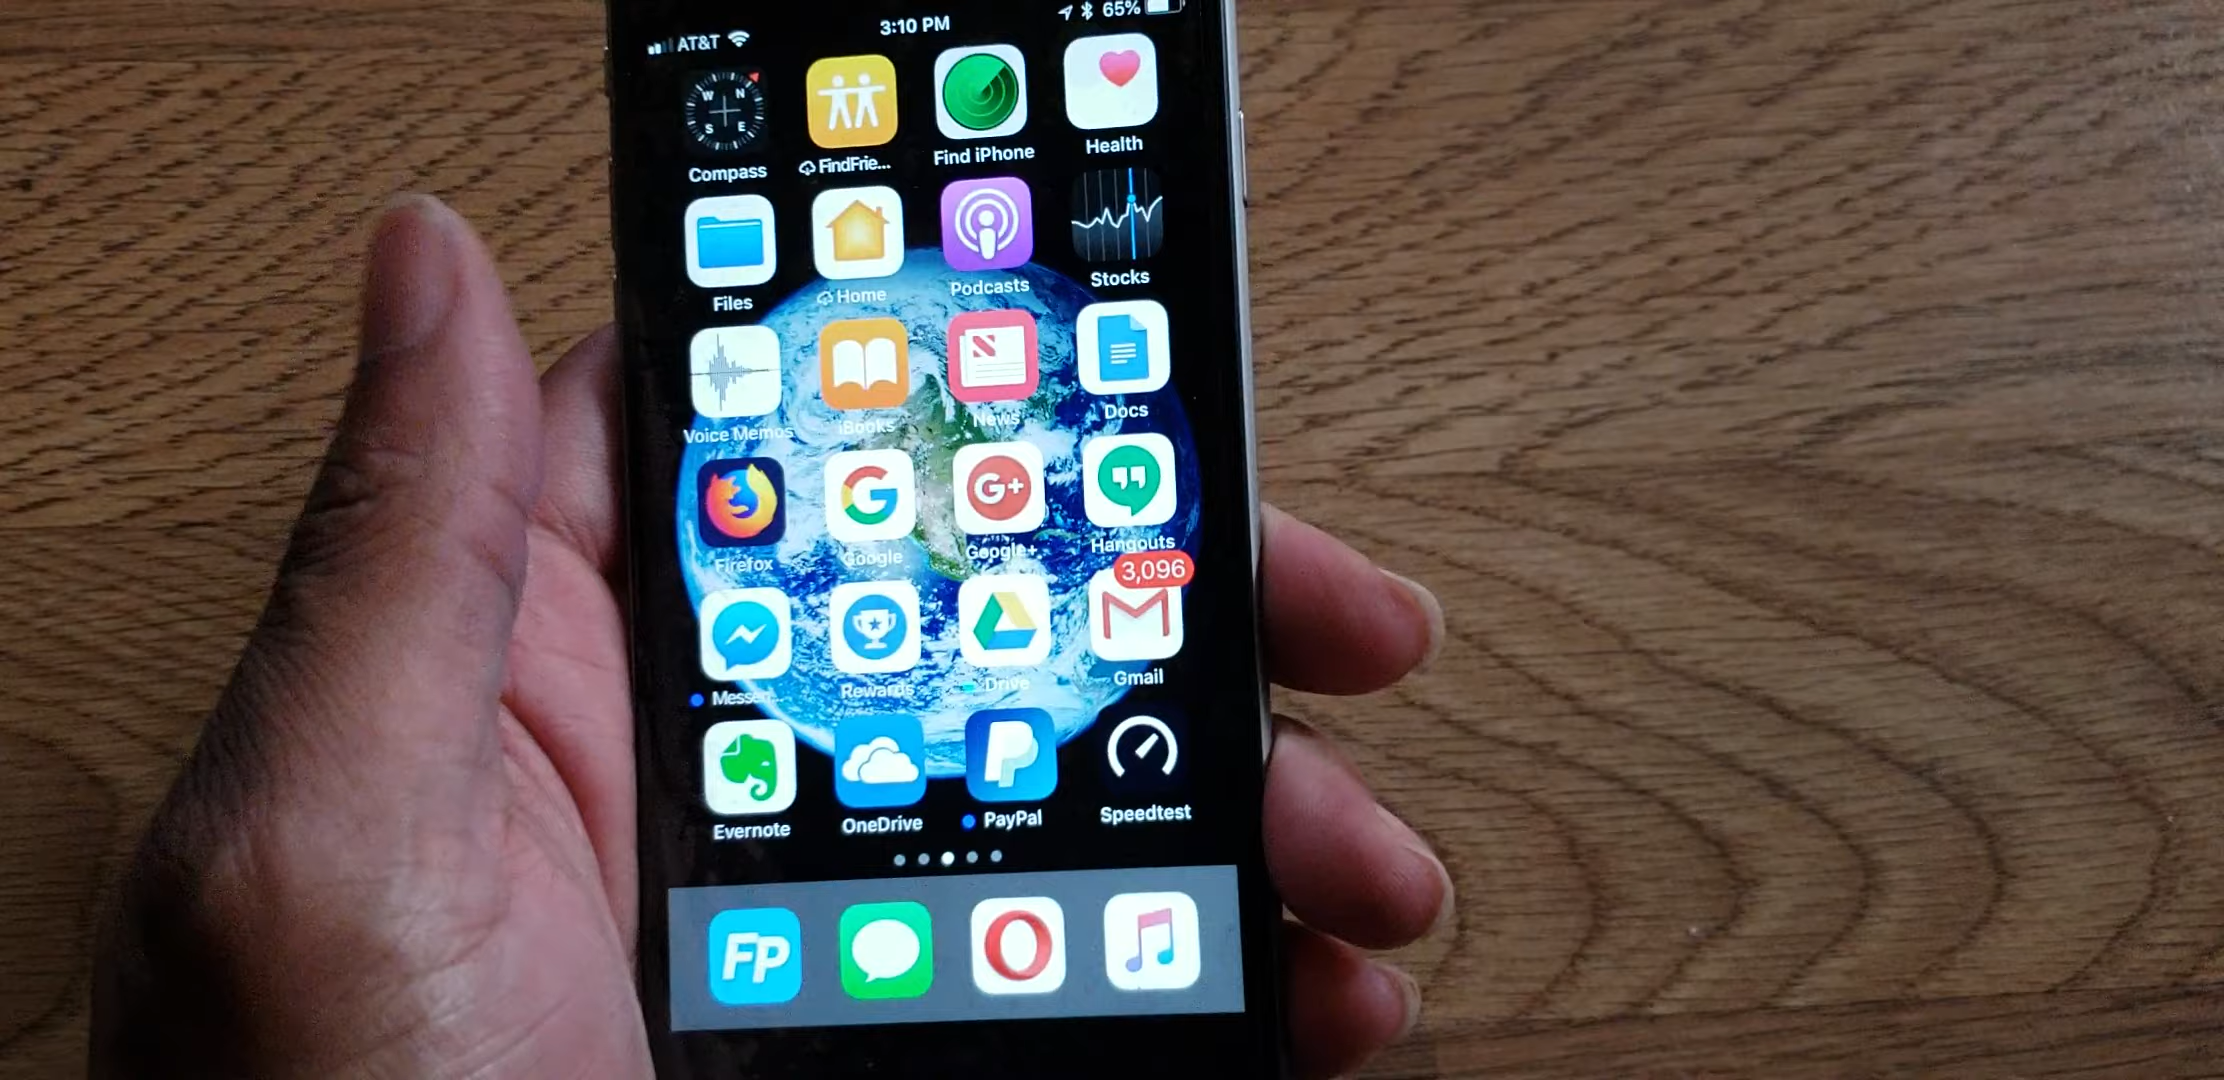 AT&T 3:10 PM 65%
W N
S E
Compass FindFrie... Find iPhone Health
Files Home Podcasts Stocks
Voice Memos iBooks News Docs
G G+
Firefox Google Google+ Hangouts
3,096
Messen Rewards Drive Gmail
Evernote OneDrive PayPal Speedtest
FP